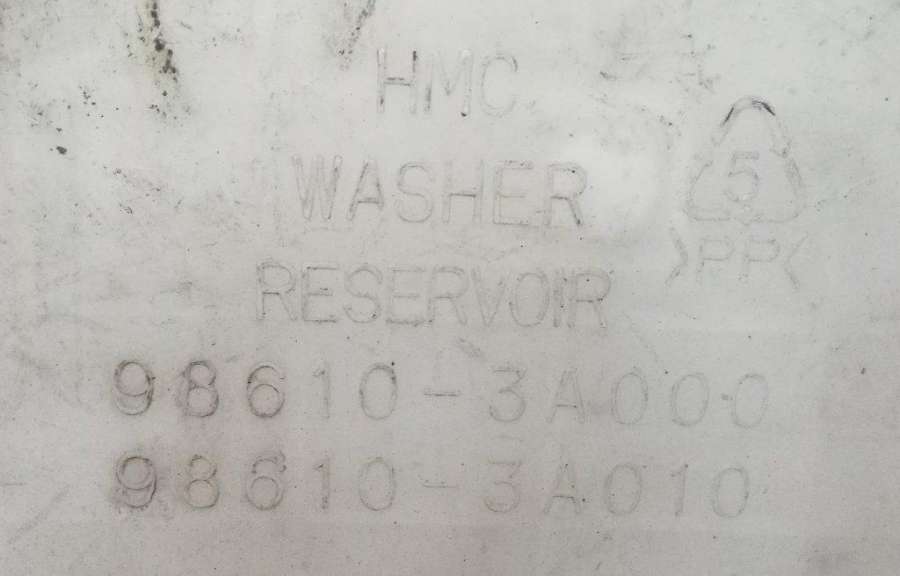 HMC
WASHER
RESERVOIR
5
>PP<
98610-3A000
98610-3A010